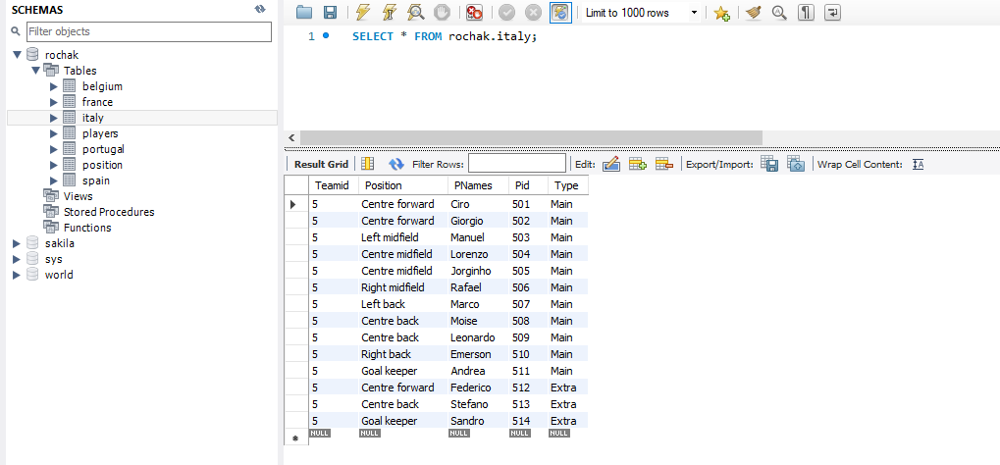 SCHEMAS
Filter objects
rochak
Tables
belgium
france
italy
players
portugal
position
spain
Views
Stored Procedures
Functions
sakila
sys
world
Limit to 1000 rows
1 SELECT * FROM rochak.italy;
Result Grid Filter Rows: Edit: Export/Import: Wrap Cell Content:
Teamid Position PNames Pid Type
5 Centre forward Ciro 501 Main
5 Centre forward Giorgio 502 Main
5 Left midfield Manuel 503 Main
5 Centre midfield Lorenzo 504 Main
5 Centre midfield Jorginho 505 Main
5 Right midfield Rafael 506 Main
5 Left back Marco 507 Main
5 Centre back Moise 508 Main
5 Centre back Leonardo 509 Main
5 Right back Emerson 510 Main
5 Goal keeper Andrea 511 Main
5 Centre forward Federico 512 Extra
5 Centre back Stefano 513 Extra
5 Goal keeper Sandro 514 Extra
NULL NULL NULL NULL NULL